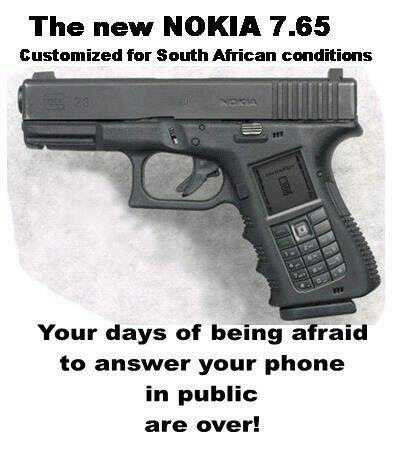 The new NOKIA 7.65
Customized for South African conditions
NOKIA
Your days of being afraid
to answer your phone
in public
are over!